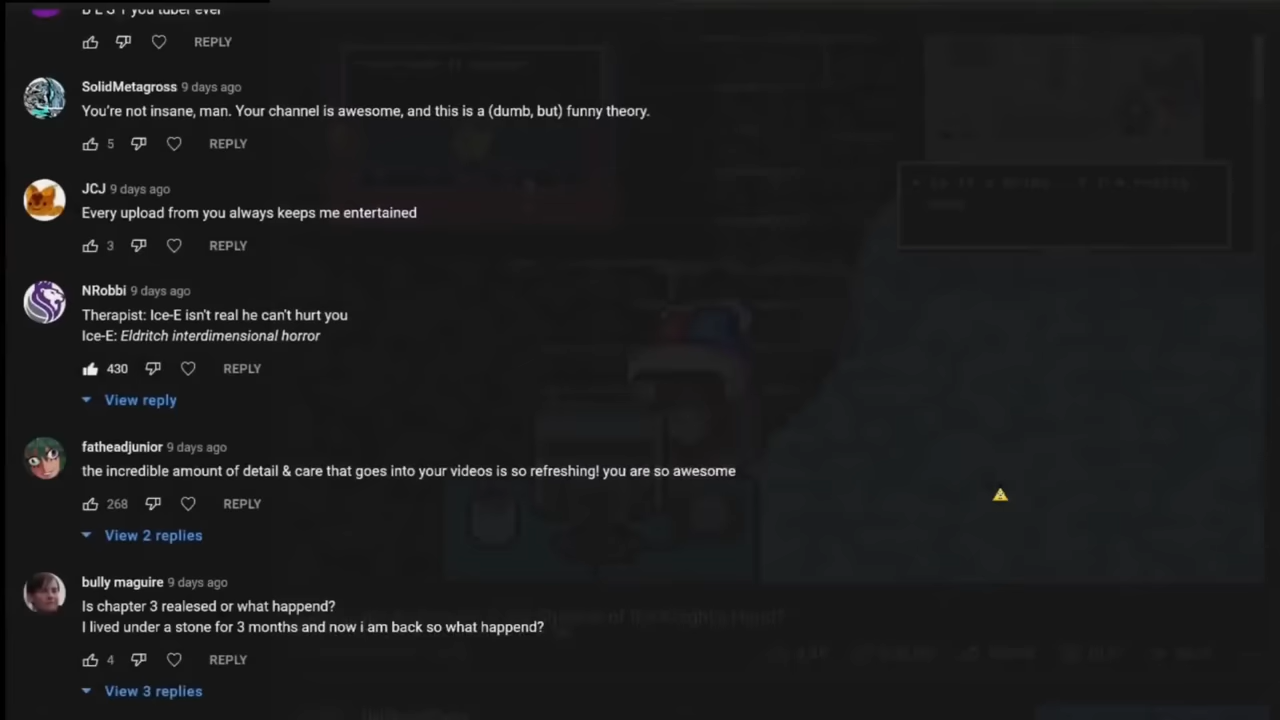 B E S T you tuber ever
REPLY
SolidMetagross 9 days ago
You're not insane, man. Your channel is awesome, and this is a (dumb, but) funny theory.
5 REPLY
JCJ 9 days ago
Every upload from you always keeps me entertained
3 REPLY
NRobbi 9 days ago
Therapist: Ice-E isn't real he can't hurt you
Ice-E: Eldritch interdimensional horror
430 REPLY
View reply
fatheadjunior 9 days ago
the incredible amount of detail & care that goes into your videos is so refreshing! you are so awesome
268 REPLY
View 2 replies
bully maguire 9 days ago
Is chapter 3 realesed or what happend?
I lived under a stone for 3 months and now i am back so what happend?
4 REPLY
View 3 replies